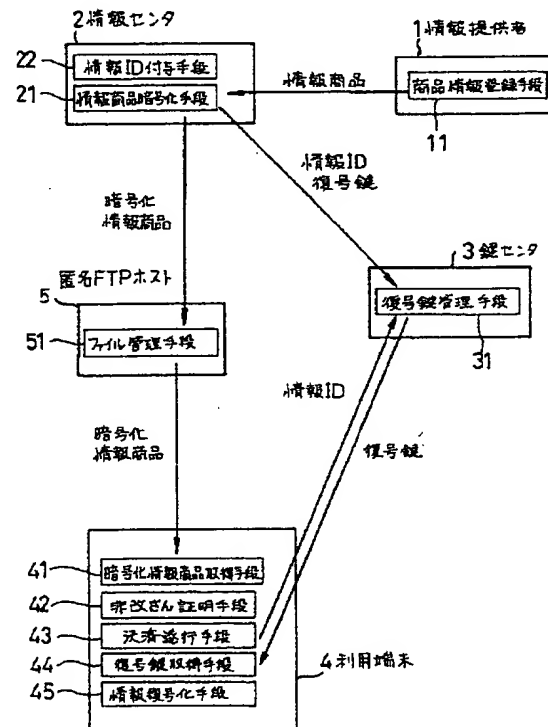 2 情報センタ
22
情報ID付与手段
21
情報商品暗号化手段
1 情報提供者
商品情報登録手段
11
情報商品
情報ID
復号鍵
暗号化
情報商品
匿名FTPホスト
5
51
ファイル管理手段
3 鍵センタ
復号鍵管理手段
31
情報ID
復号鍵
暗号化
情報商品
41
暗号化情報商品取得手段
42
非改ざん証明手段
43
決済遂行手段
44
復号鍵取得手段
45
情報復号化手段
4 利用端末